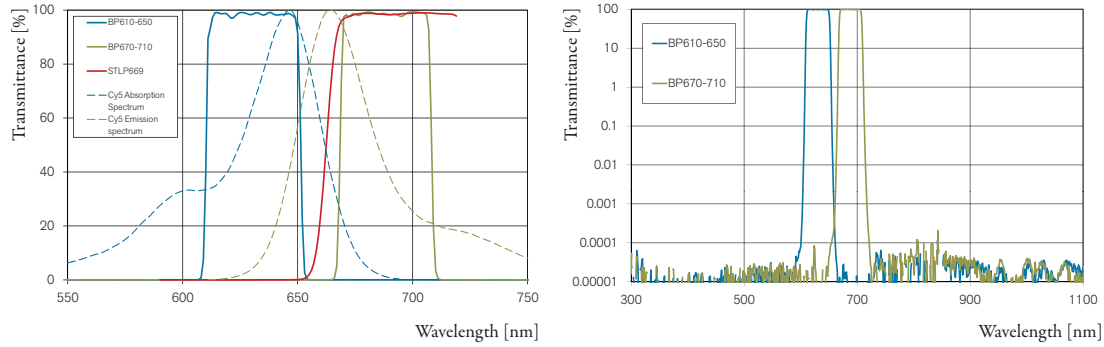 Transmittance [%]
100
80
60
40
20
0
BP610-650
BP670-710
STLP669
Cy5 Absorption
Spectrum
Cy5 Emission
spectrum
550
600
650
700
750
Wavelength [nm]
Transmittance [%]
100
10
1
0.1
0.01
0.001
0.0001
0.00001
BP610-650
BP670-710
300
500
700
900
1100
Wavelength [nm]